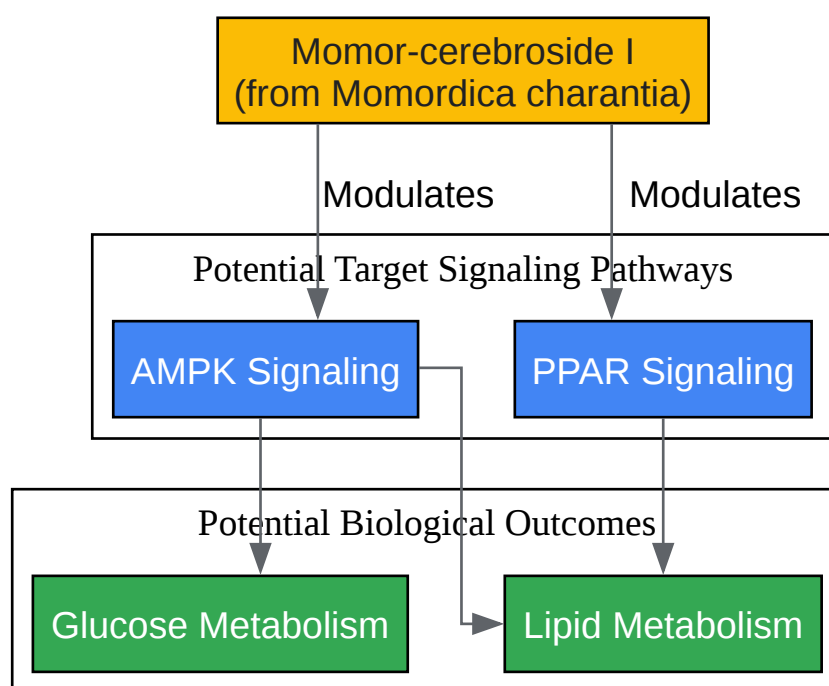 Momor-cerebroside I
(from Momordica charantia)
Modulates
Modulates
Potential Target Signaling Pathways
AMPK Signaling
PPAR Signaling
Potential Biological Outcomes
Glucose Metabolism
Lipid Metabolism